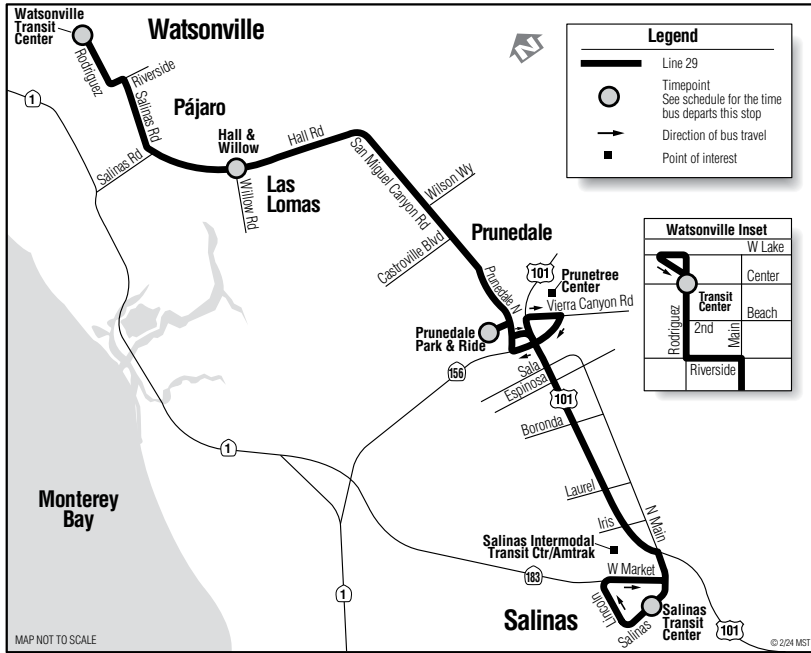 Watsonville
Transit
Center
Watsonville
N
Legend
Line 29
Timepoint
See schedule for the time
bus departs this stop
Direction of bus travel
Point of interest
Rodriguez
Riverside
1
Salinas Rd
Pájaro
Hall &
Willow
Hall Rd
Salinas Rd
Willow Rd
Las
Lomas
San Miguel Canyon Rd
Wilson Wy
Castroville Blvd
Prunedale
Watsonville Inset
W Lake
Center
Transit
Center
Beach
Rodriguez
2nd
Main
Riverside
101
Prunetree
Center
Prunedale N
Vierra Canyon Rd
Prunedale
Park & Ride
156
Sala
Espinosa
101
Boronda
1
Laurel
N Main
Iris
Monterey
Bay
Salinas Intermodal
Transit Ctr/Amtrak
W Market
183
1
Lincoln
Salinas
Salinas
Salinas
Transit
Center
101
MAP NOT TO SCALE
© 2/24 MST